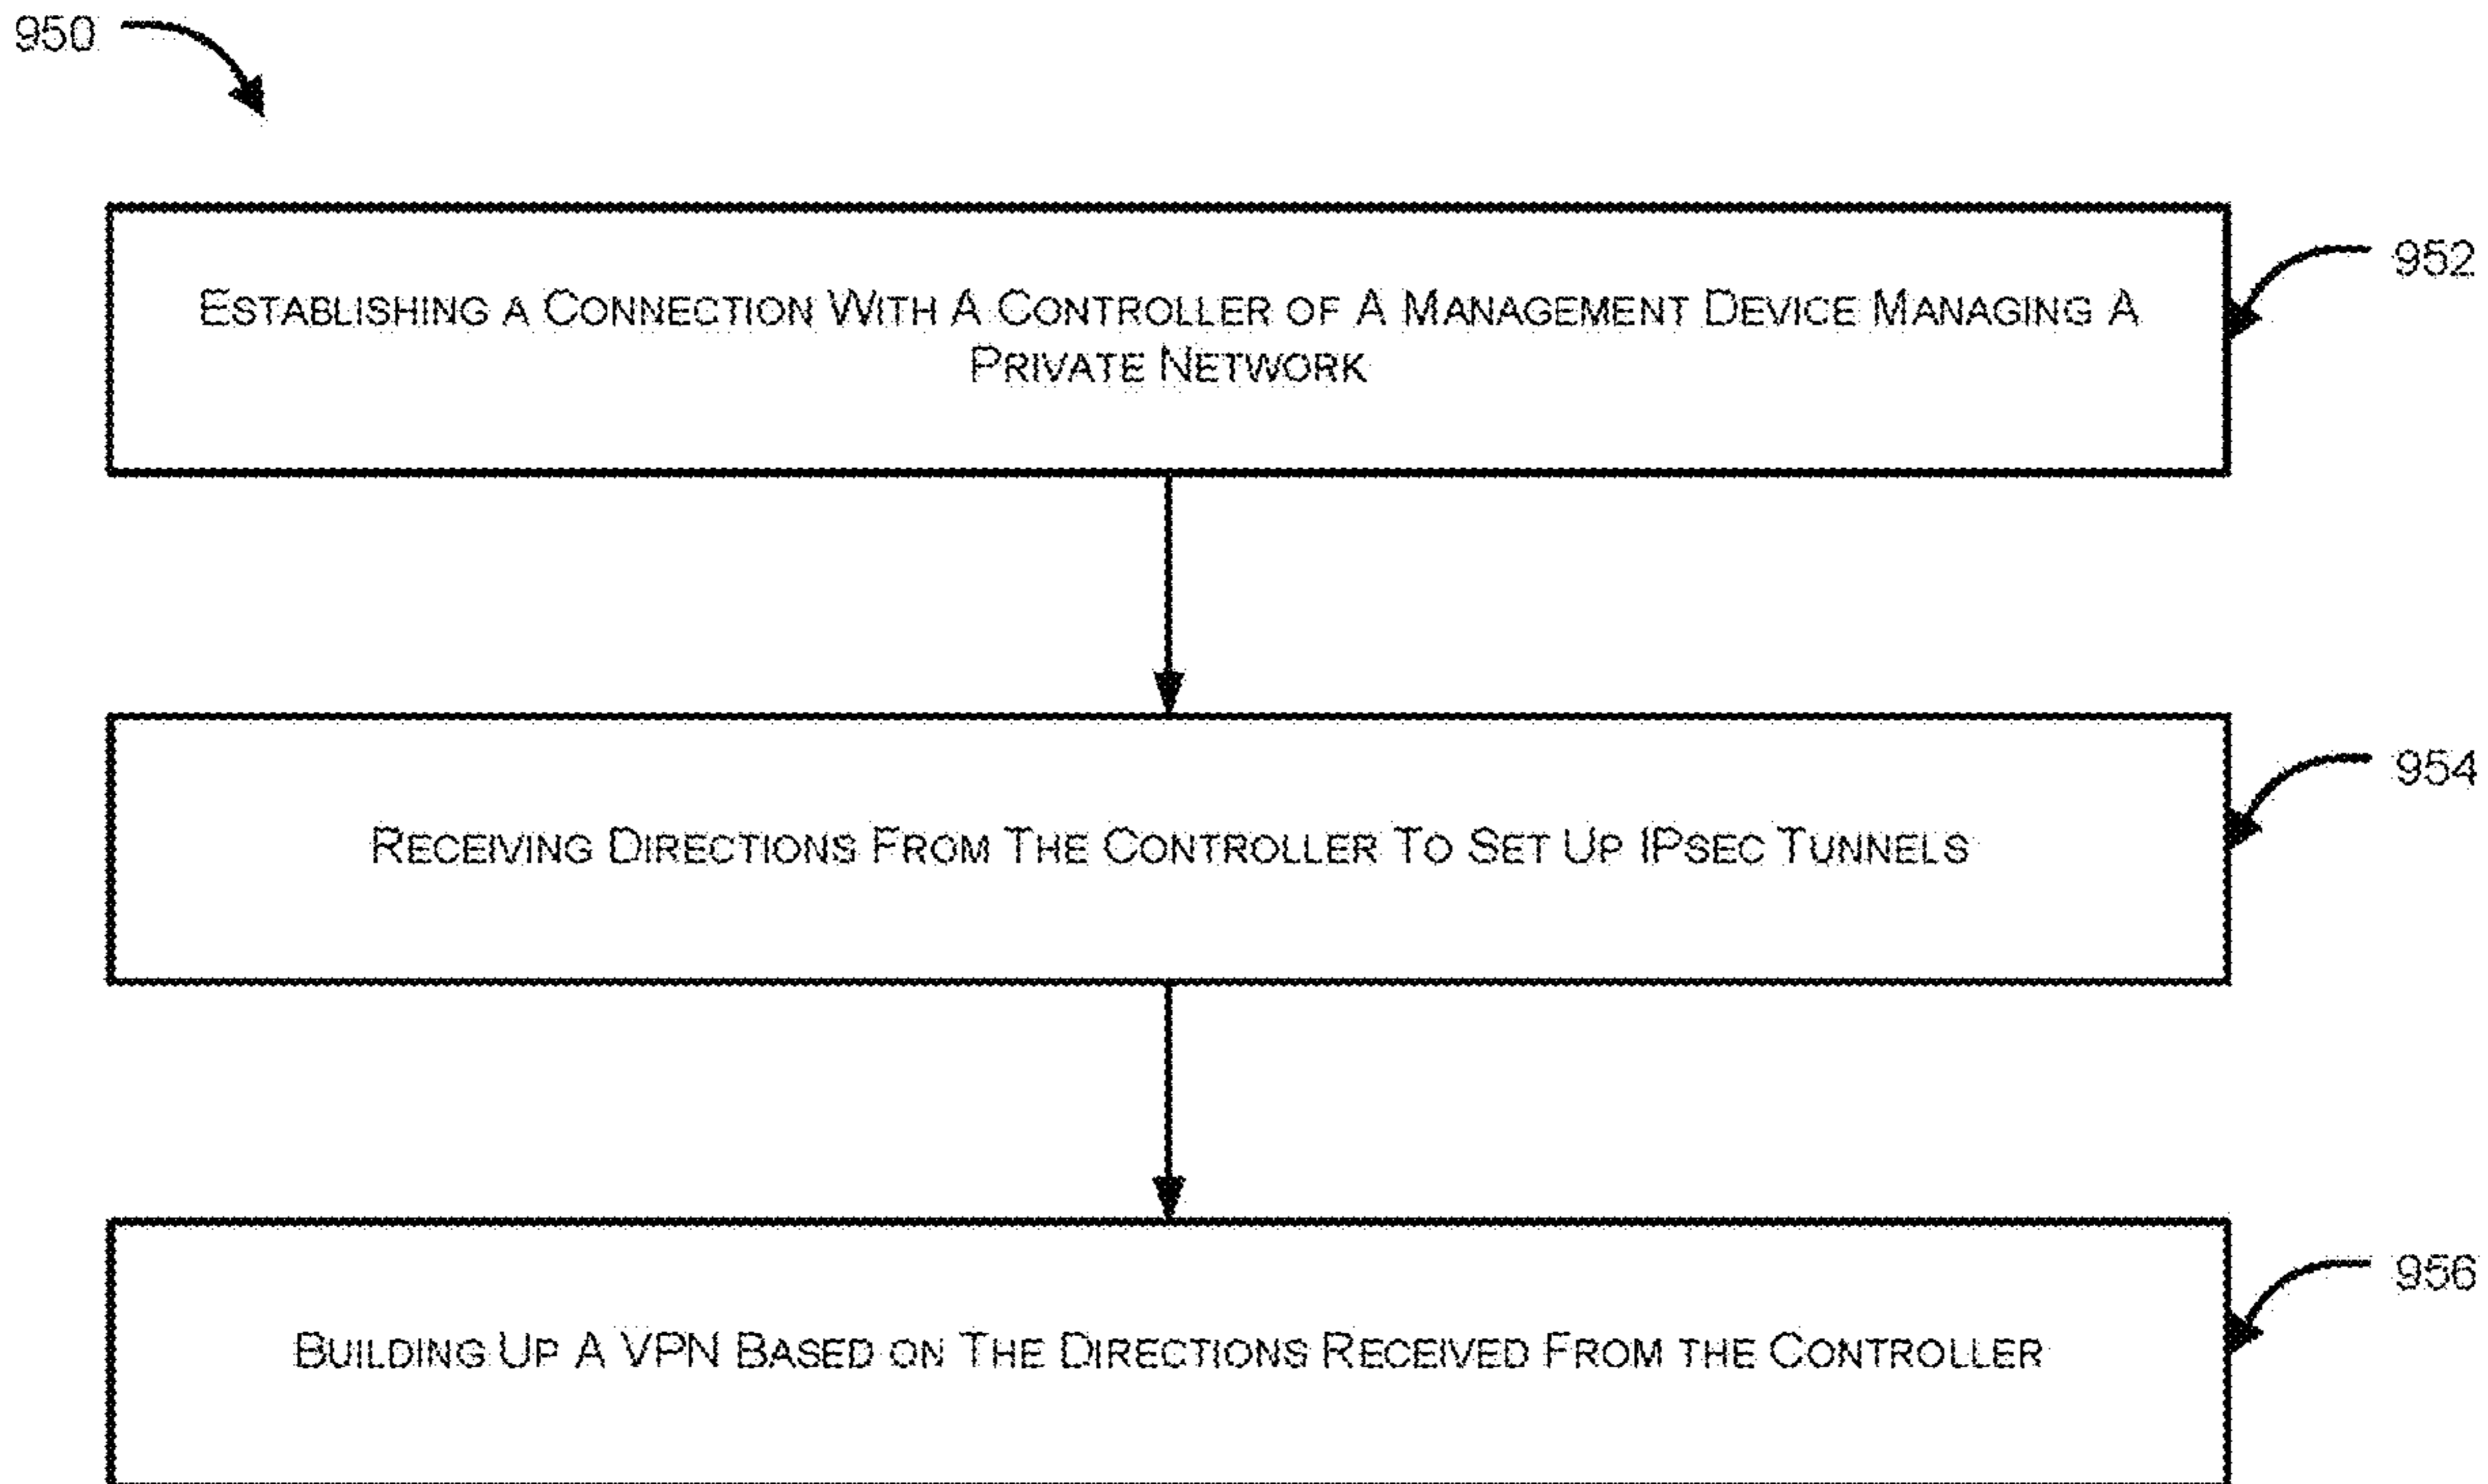 950
952
ESTABLISHING A CONNECTION WITH A CONTROLLER OF A MANAGEMENT DEVICE MANAGING A
PRIVATE NETWORK
954
RECEIVING DIRECTIONS FROM THE CONTROLLER TO SET UP IPSEC TUNNELS
956
BUILDING UP A VPN BASED ON THE DIRECTIONS RECEIVED FROM THE CONTROLLER